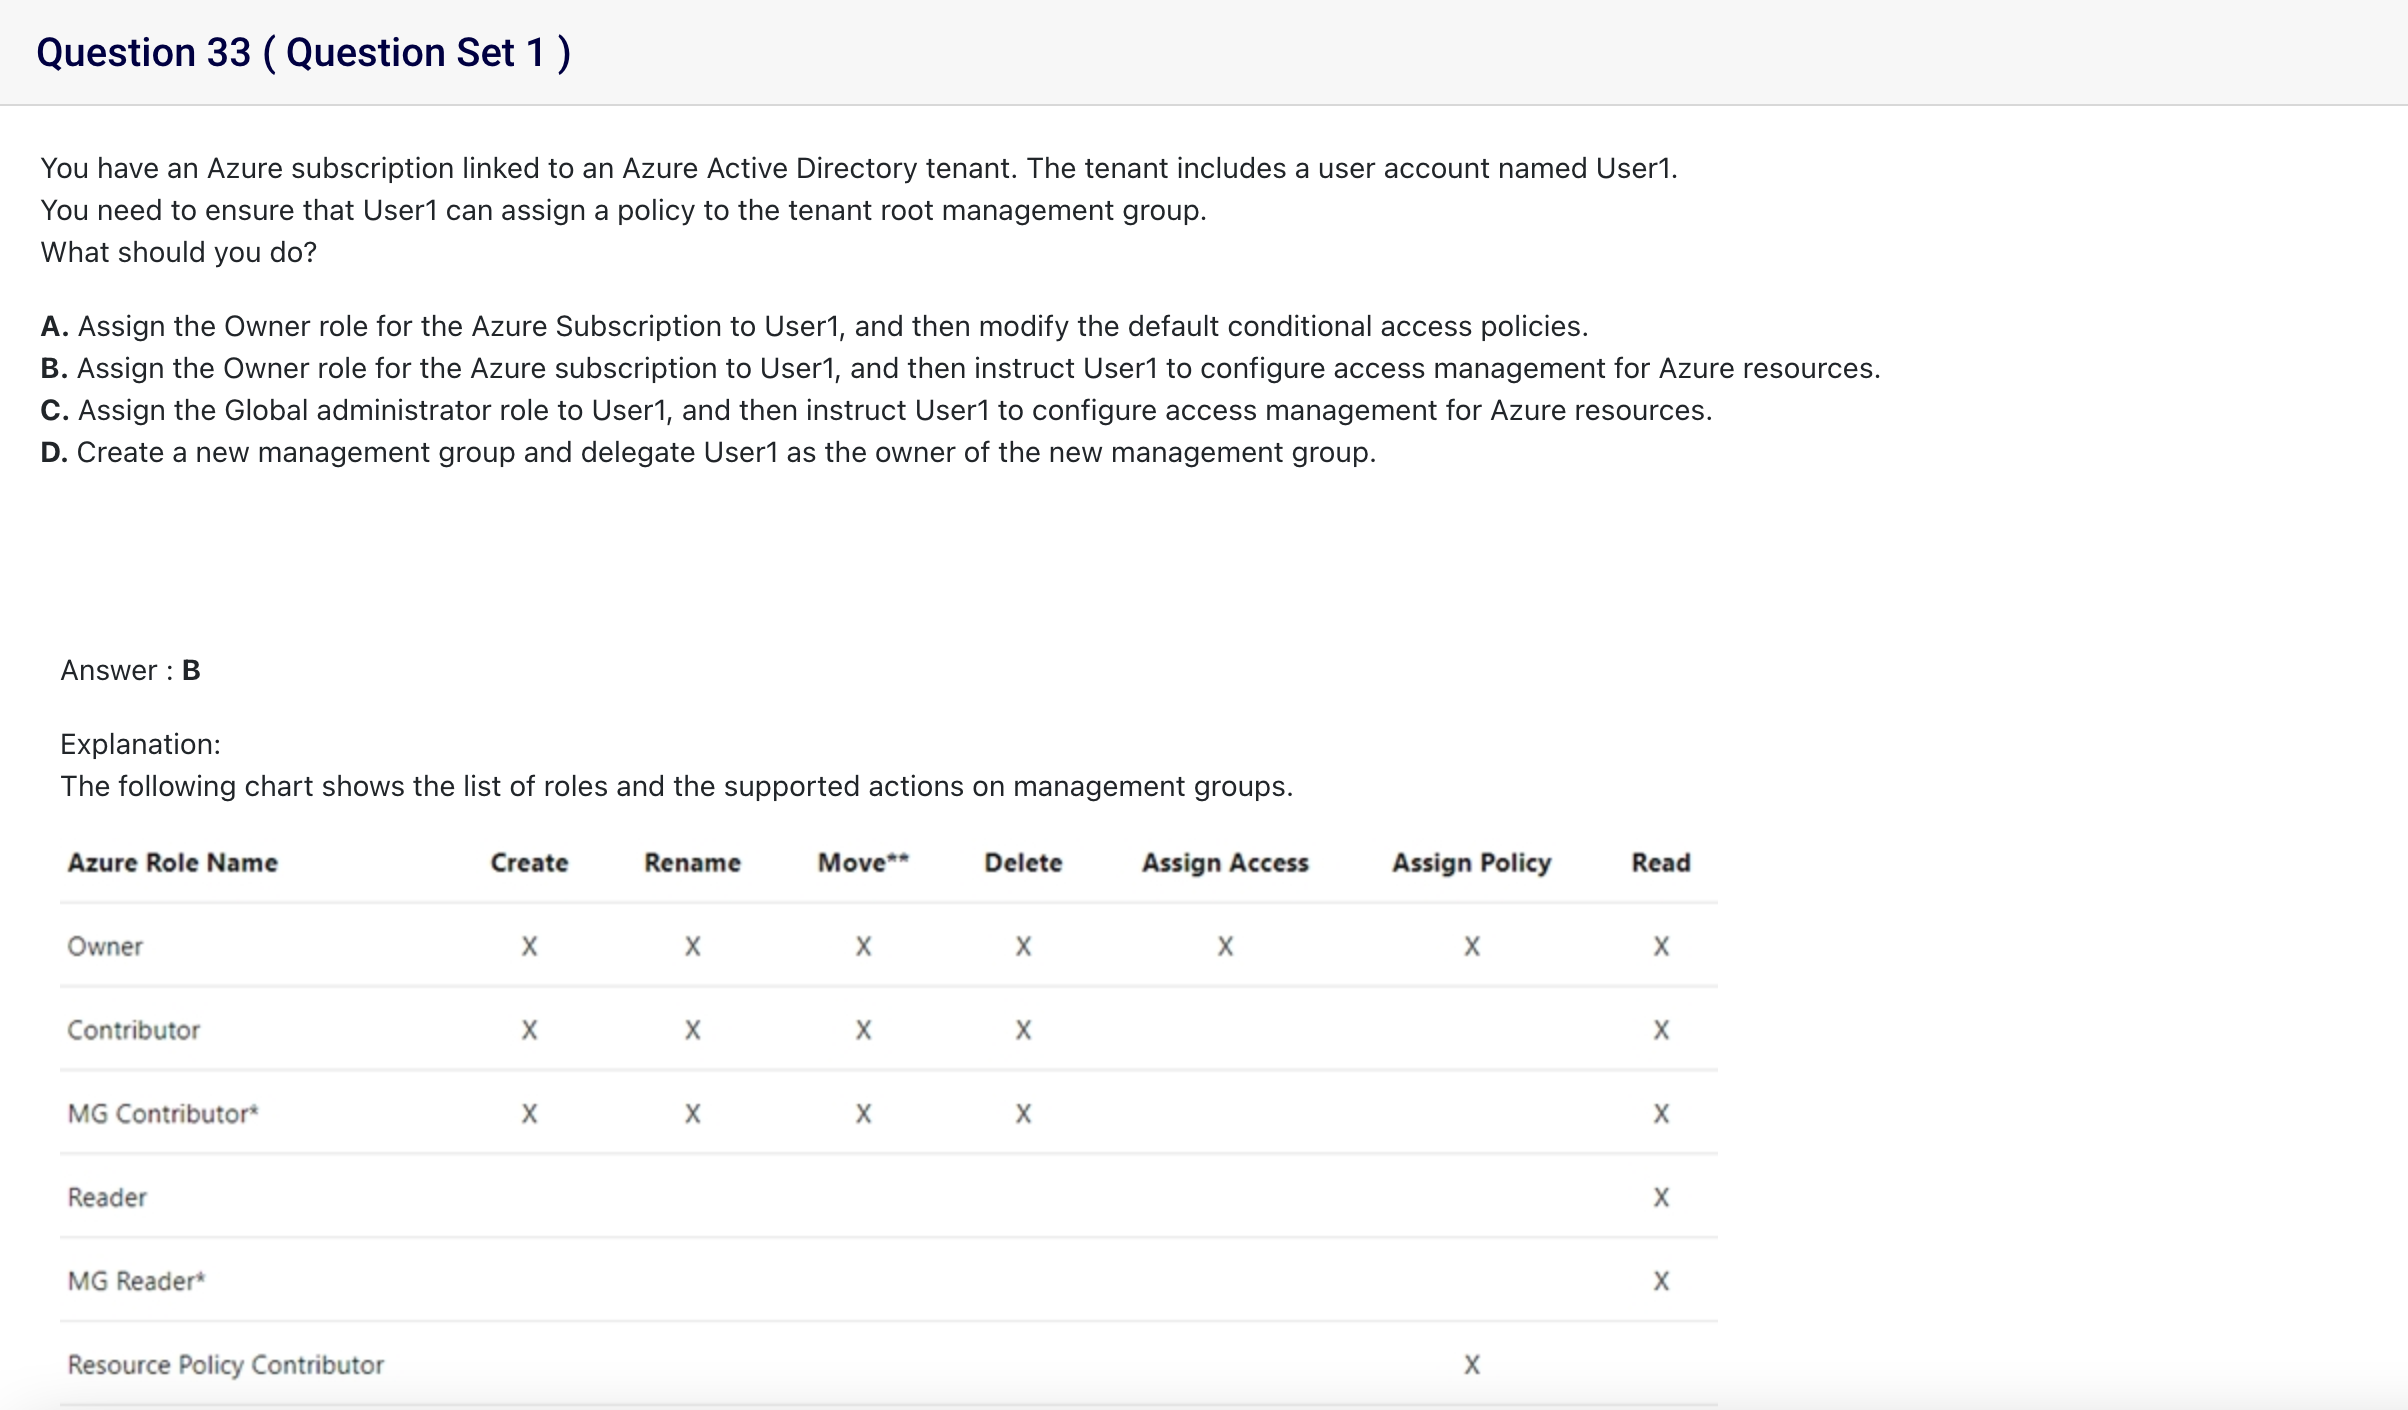 Question 33 ( Question Set 1 )
You have an Azure subscription linked to an Azure Active Directory tenant. The tenant includes a user account named User1.
You need to ensure that User1 can assign a policy to the tenant root management group.
What should you do?
A. Assign the Owner role for the Azure Subscription to User1, and then modify the default conditional access policies.
B. Assign the Owner role for the Azure subscription to User1, and then instruct User1 to configure access management for Azure resources.
C. Assign the Global administrator role to User1, and then instruct User1 to configure access management for Azure resources.
D. Create a new management group and delegate User1 as the owner of the new management group.
Answer : B
Explanation:
The following chart shows the list of roles and the supported actions on management groups.
Azure Role Name Create Rename Move** Delete Assign Access Assign Policy Read
Owner X X X X X X X
Contributor X X X X X
MG Contributor* X X X X X
Reader X
MG Reader* X
Resource Policy Contributor X